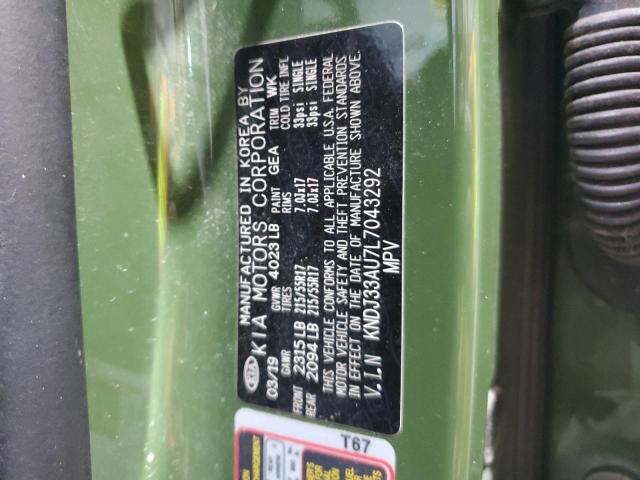 MANUFACTURED IN KOREA BY
KIA KIA MOTORS CORPORATION
03/19 GVWR 4023 LB PAINT GEA TRIM WK
GAWR TIRES RIMS COLD TIRE INFL
FRONT 2315 LB 215/55R17 7.0Jx17 33psi SINGLE
REAR 2094 LB 215/55R17 7.0Jx17 33psi SINGLE
THIS VEHICLE CONFORMS TO ALL APPLICABLE U.S.A. FEDERAL
MOTOR VEHICLE SAFETY AND THEFT PREVENTION STANDARDS
IN EFFECT ON THE DATE OF MANUFACTURE SHOWN ABOVE.
V.I.N KNDJ33AU7L7043292
MPV
T67